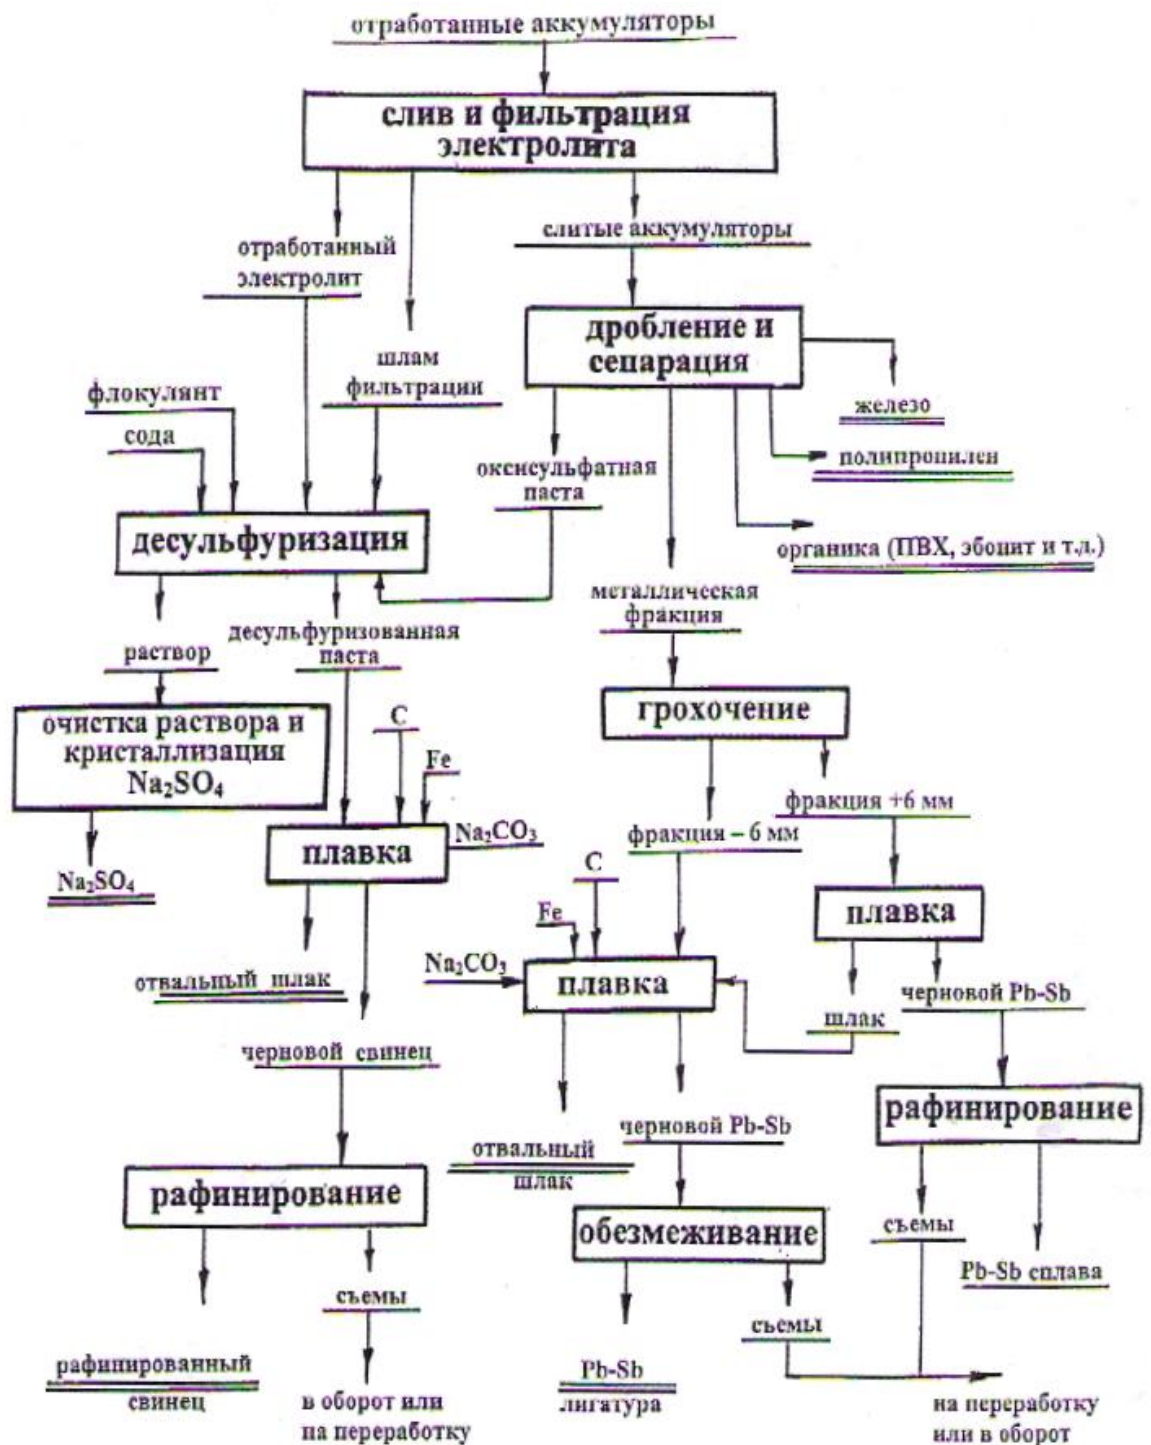 отработанные аккумуляторы
слив и фильтрация
электролита
отработанный
электролит
слитые аккумуляторы
шлам
фильтрации
дробление и
сепарация
железо
полипропилен
органика (ПВХ, эбонит и т.д.)
флокулянт
сода
оксисульфатная
паста
десульфуризация
металлическая
фракция
раствор
десульфуризованная
паста
очистка раствора и
кристаллизация
Na₂SO₄
Na₂SO₄
C
Fe
Na₂CO₃
плавка
отвальный шлак
черновой свинец
рафинирование
рафинированный
свинец
съемы
в оборот или
на переработку
грохочение
фракция – 6 мм
фракция +6 мм
C
Fe
Na₂CO₃
плавка
плавка
шлак
черновой Pb-Sb
отвальный
шлак
черновой Pb-Sb
обезмеживание
Pb-Sb
лигатура
съемы
рафинирование
съемы
Pb-Sb сплава
на переработку
или в оборот